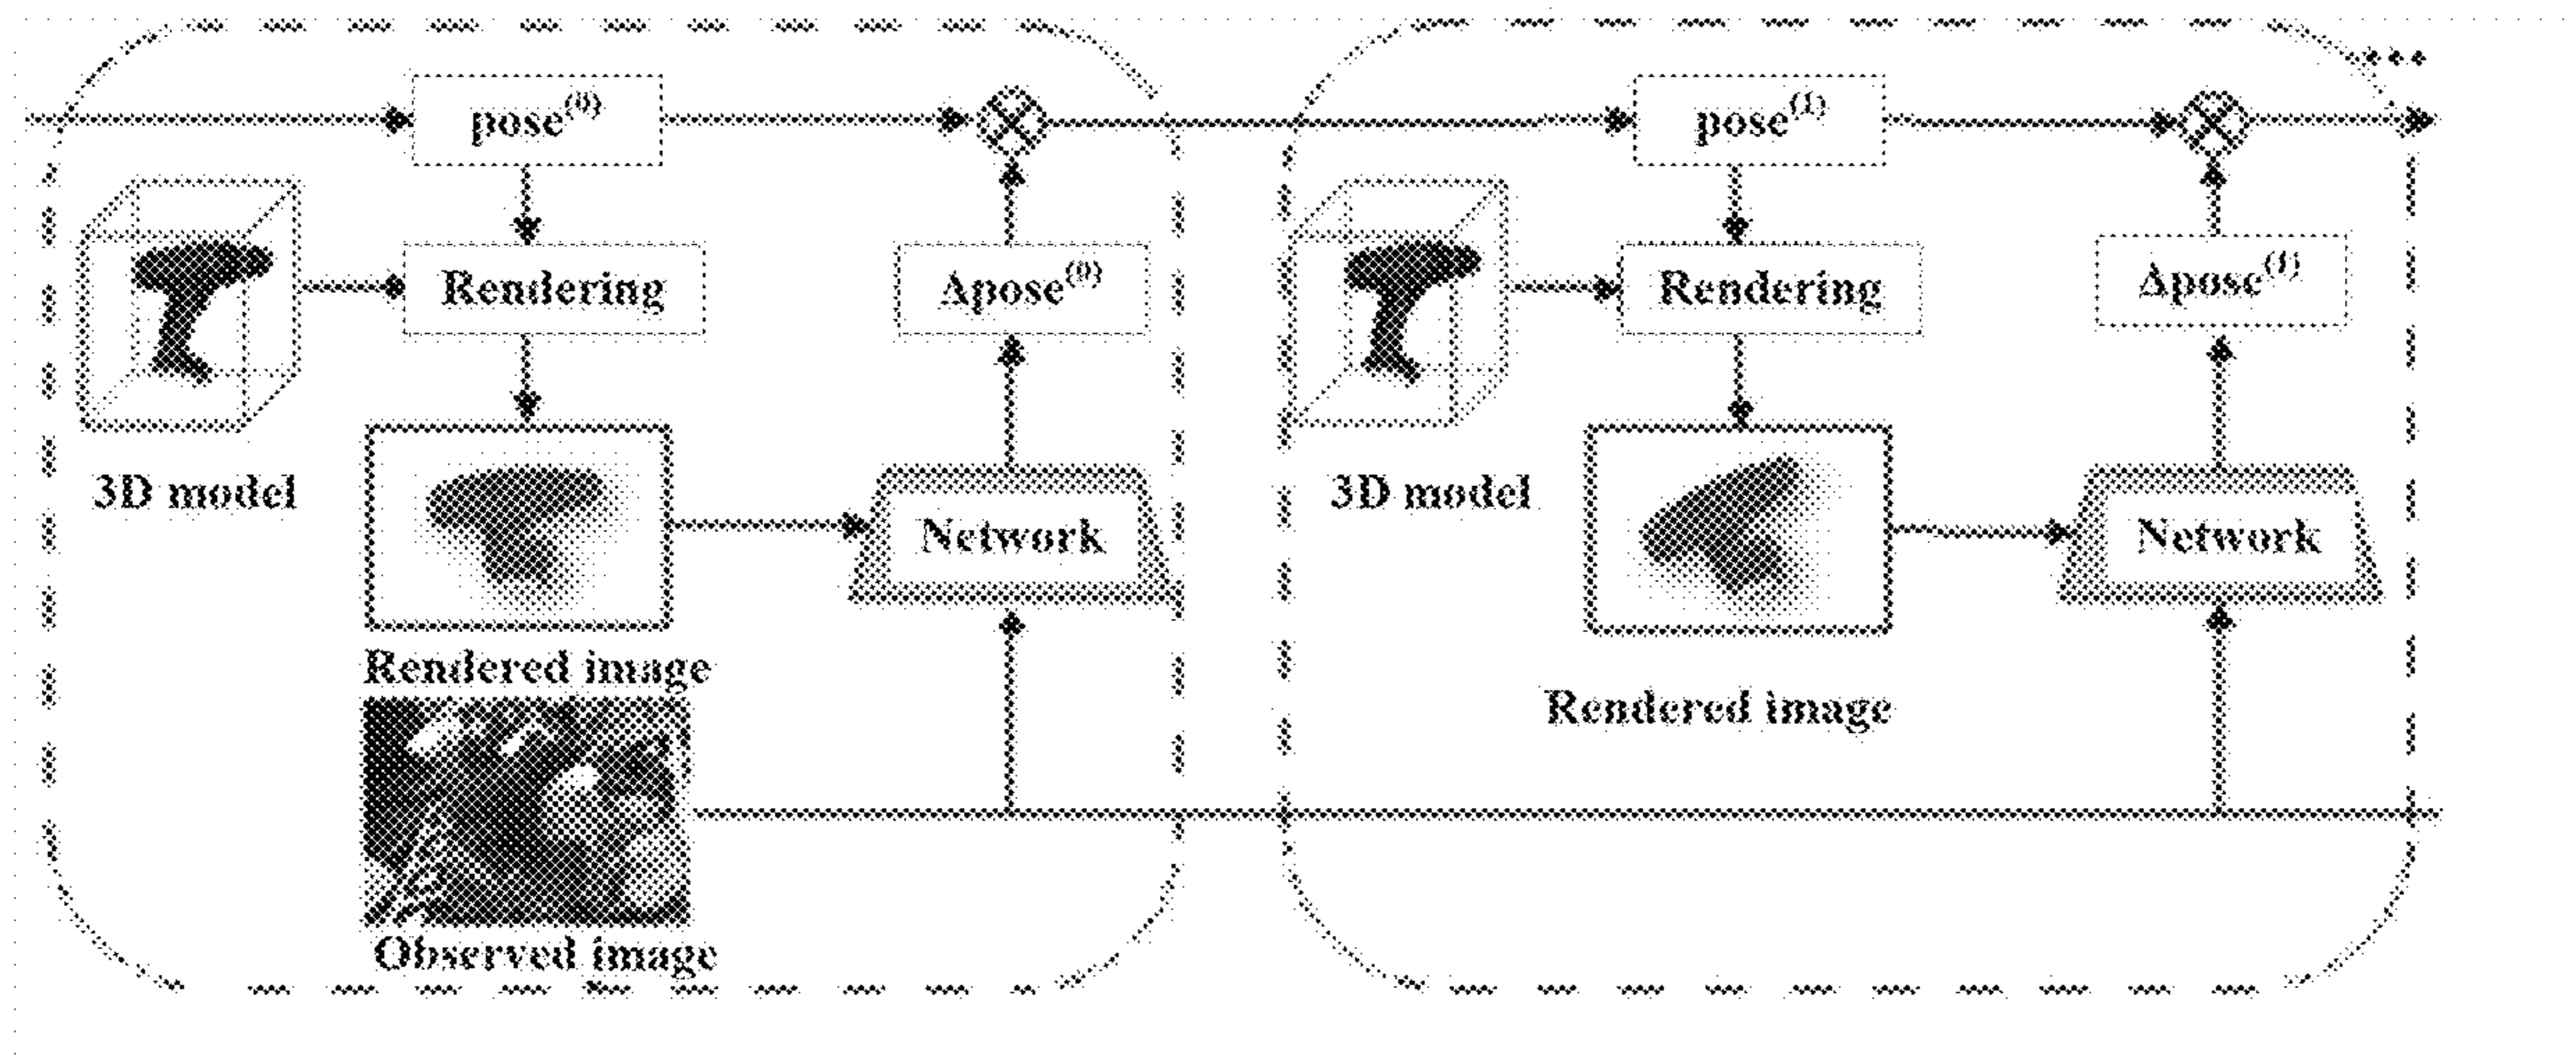 pose(0)
pose(1)
Rendering
Δpose(0)
Rendering
Δpose(1)
3D model
Network
3D model
Network
Rendered image
Rendered image
Observed image